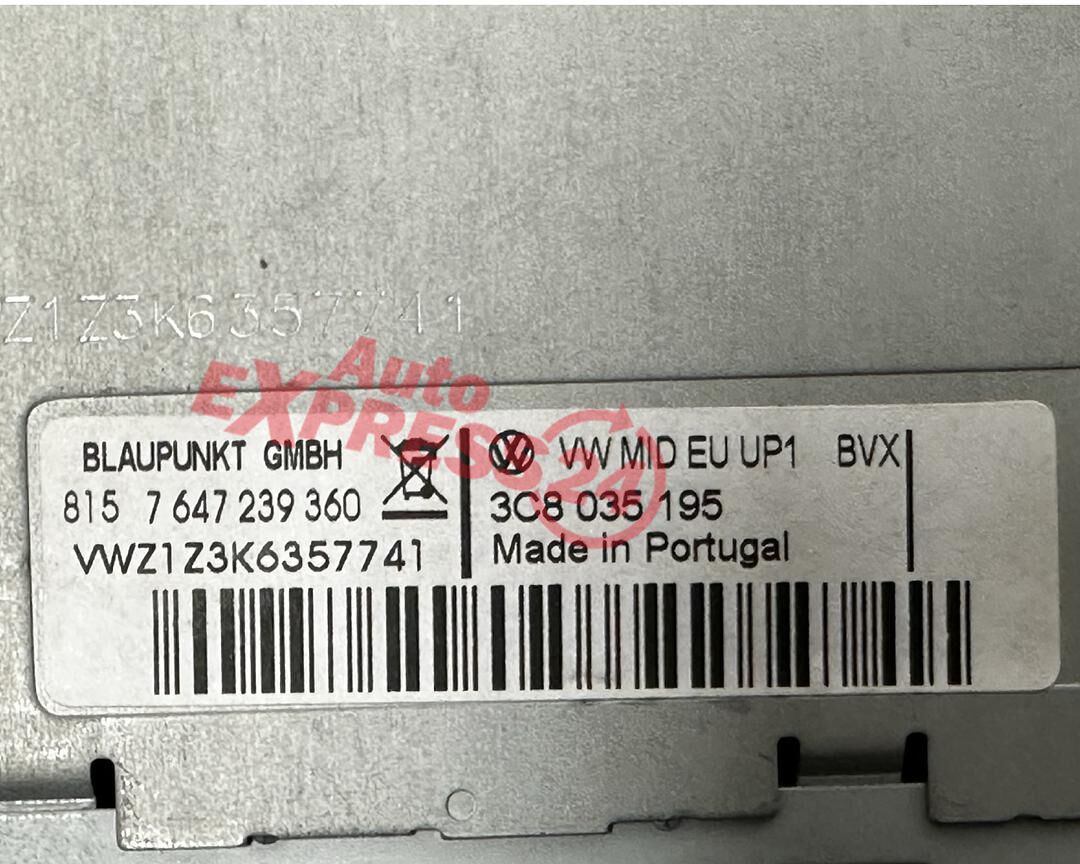 Z1Z3K6357741
Auto
EXPRESS24
BLAUPUNKT GMBH
815 7 647 239 360
VWZ1Z3K6357741
VW MID EU UP1 BVX
3C8 035 195
Made in Portugal